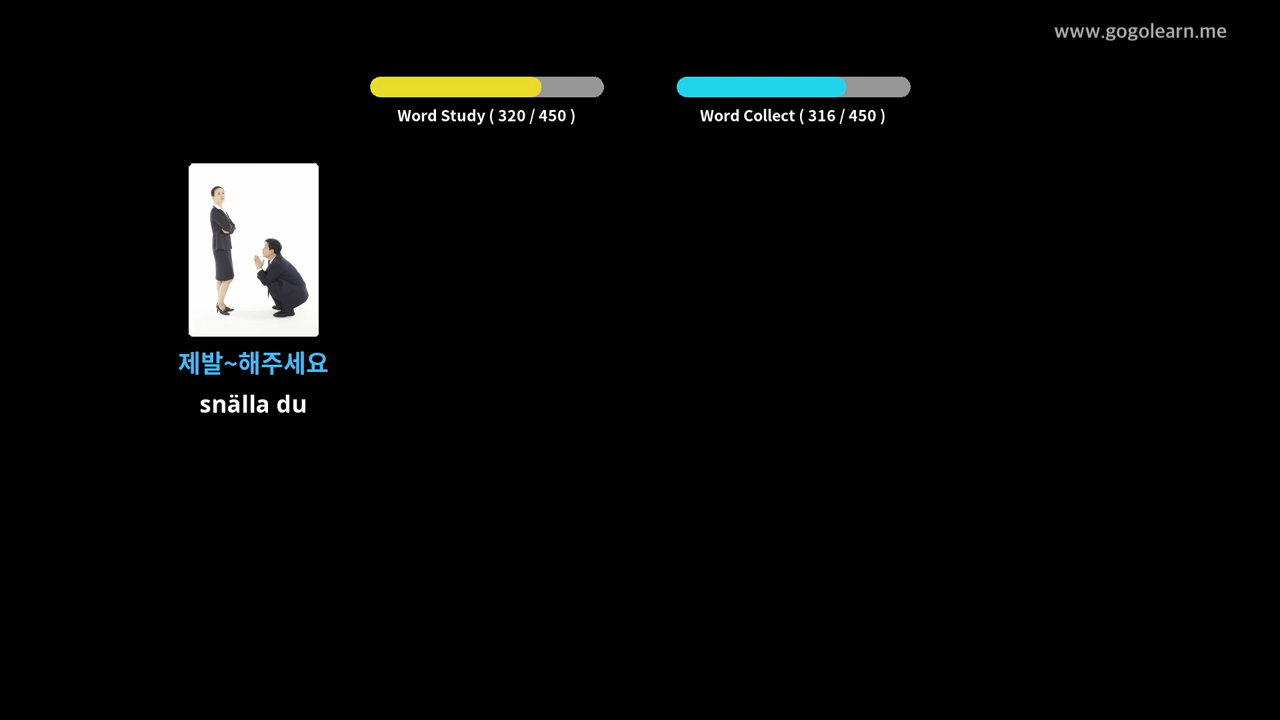 www.gogolearn.me
Word Study ( 320 / 450 )
Word Collect ( 316 / 450 )
제발~해주세요
snälla du